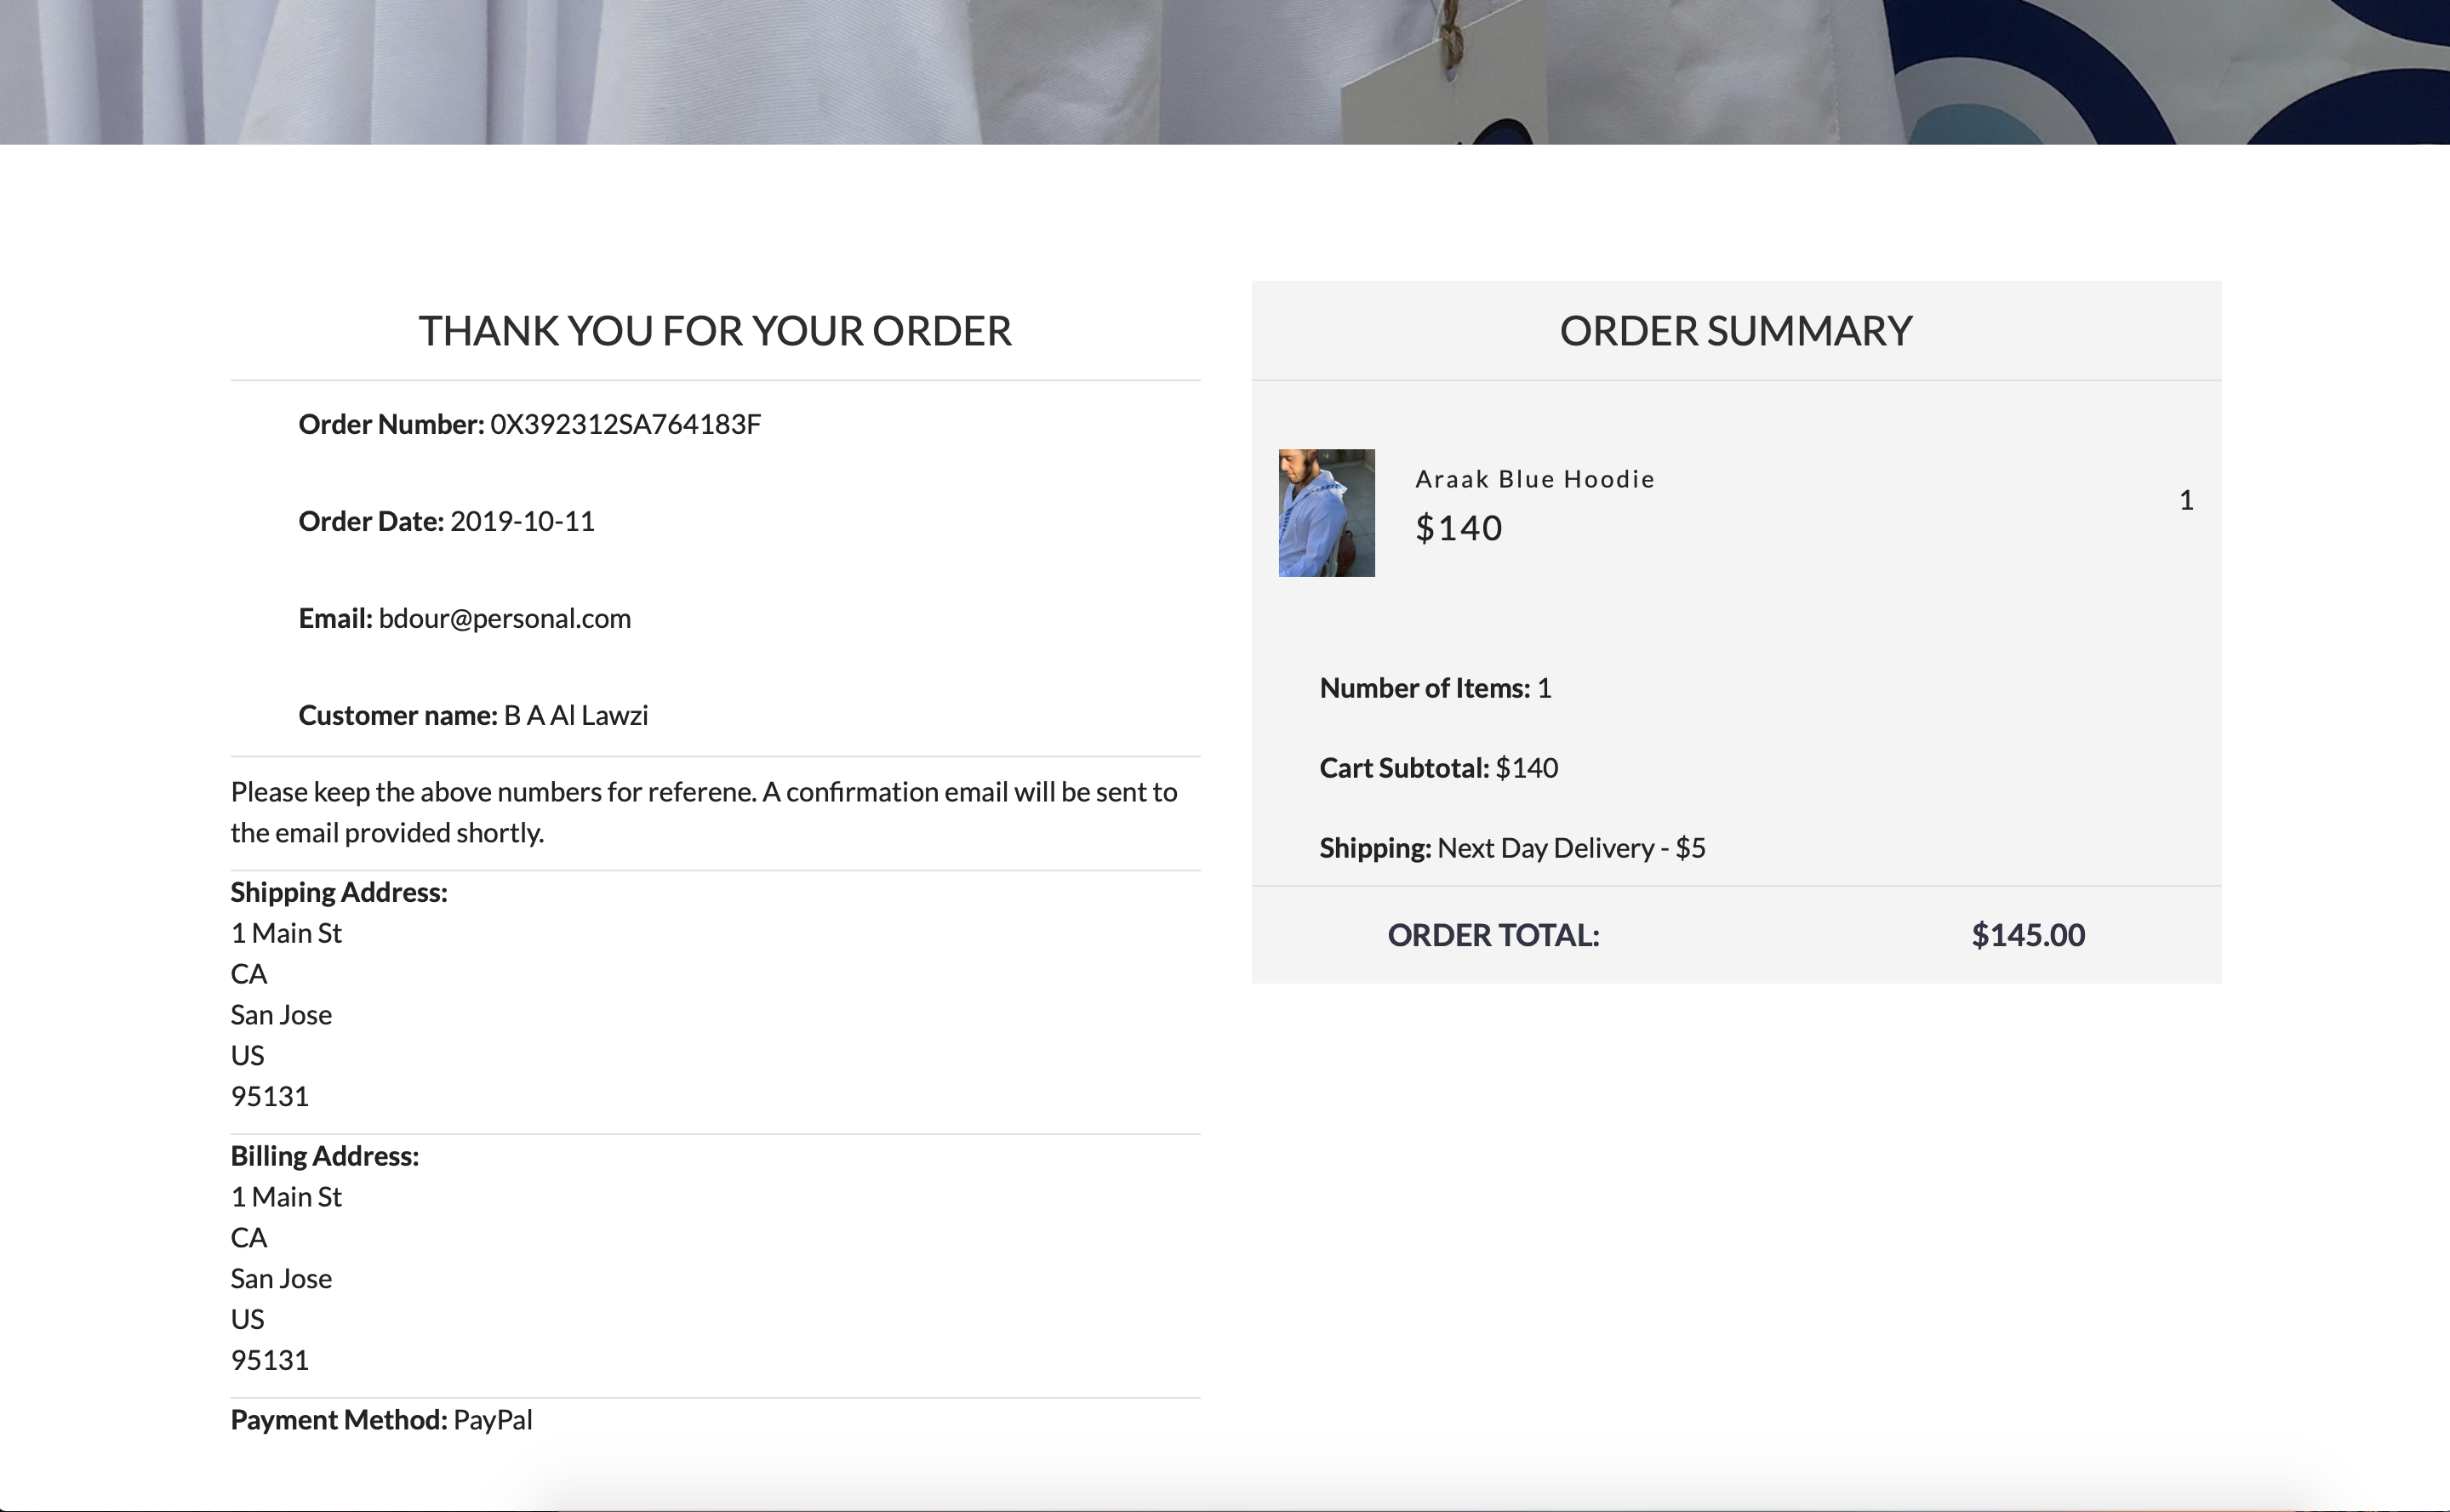 THANK YOU FOR YOUR ORDER
Order Number: 0X392312SA764183F
Order Date: 2019-10-11
Email: bdour@personal.com
Customer name: B A Al Lawzi
Please keep the above numbers for referene. A confirmation email will be sent to
the email provided shortly.
Shipping Address:
1 Main St
CA
San Jose
US
95131
Billing Address:
1 Main St
CA
San Jose
US
95131
Payment Method: PayPal
ORDER SUMMARY
Araak Blue Hoodie
$140
1
Number of Items: 1
Cart Subtotal: $140
Shipping: Next Day Delivery - $5
ORDER TOTAL: $145.00